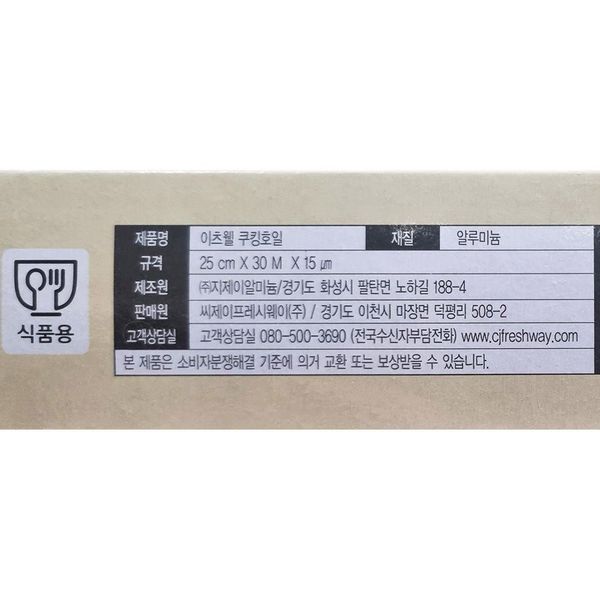 식품용
제품명 이츠웰 쿠킹호일 재질 알루미늄
규격 25 cm X 30 M X 15 ㎛
제조원 ㈜지제이알미늄/경기도 화성시 팔탄면 노하길 188-4
판매원 씨제이프레시웨이(주) / 경기도 이천시 마장면 덕평리 508-2
고객상담실 고객상담실 080-500-3690 (전국수신자부담전화) www.cjfreshway.com
본 제품은 소비자분쟁해결 기준에 의거 교환 또는 보상받을 수 있습니다.